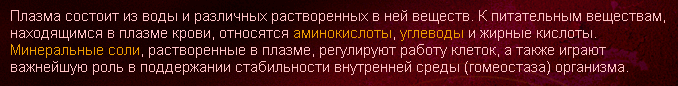 Плазма состоит из воды и различных растворенных в ней веществ. К питательным веществам,
находящимся в плазме крови, относятся аминокислоты, углеводы и жирные кислоты.
Минеральные соли, растворенные в плазме, регулируют работу клеток, а также играют
важнейшую роль в поддержании стабильности внутренней среды (гомеостаза) организма.